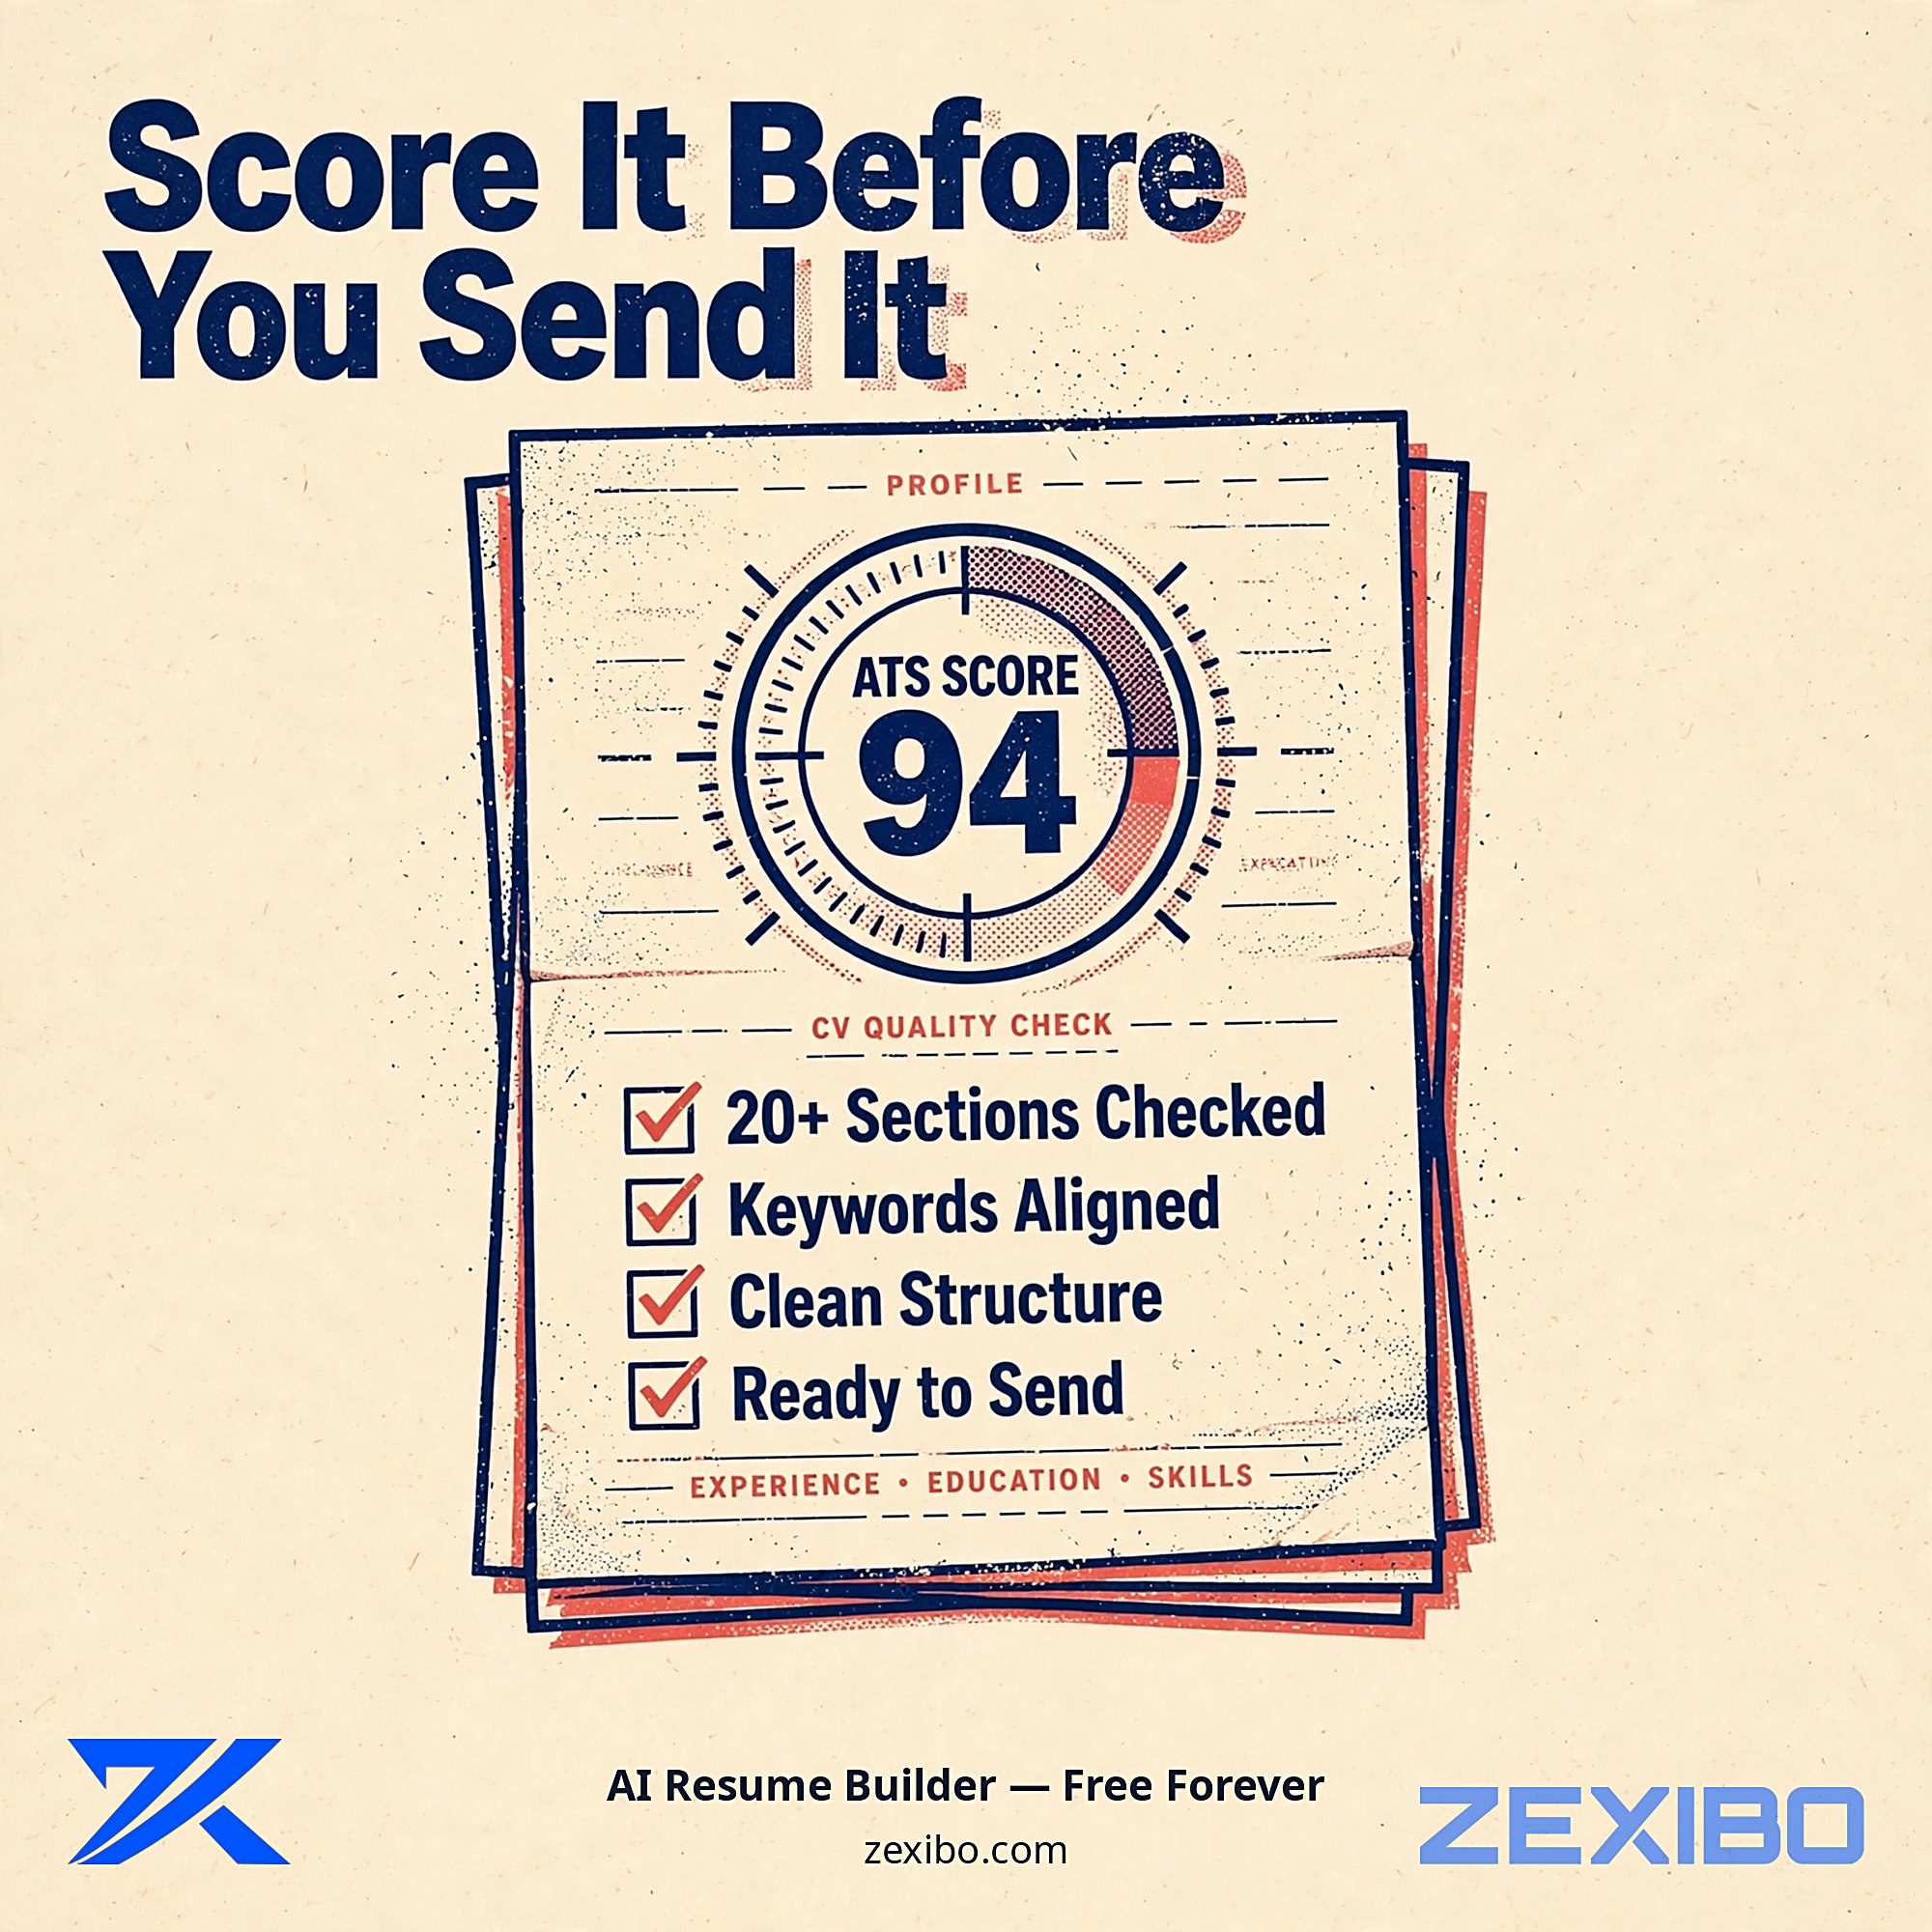 Score It Before
You Send It
PROFILE
ATS SCORE
94
CV QUALITY CHECK
20+ Sections Checked
Keywords Aligned
Clean Structure
Ready to Send
EXPERIENCE • EDUCATION • SKILLS
AI Resume Builder — Free Forever
zexibo.com
ZEXIBO